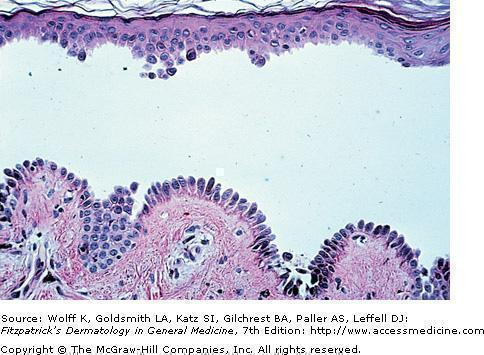 Source: Wolff K, Goldsmith LA, Katz SI, Gilchrest BA, Paller AS, Leffell DJ:
Fitzpatrick's Dermatology in General Medicine, 7th Edition: http://www.accessmedicine.com
Copyright © The McGraw-Hill Companies, Inc. All rights reserved.